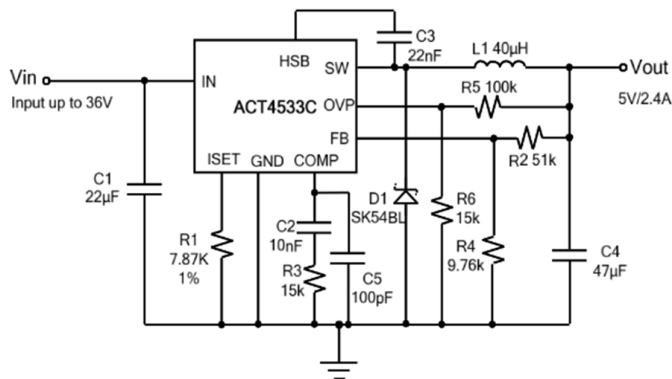 C3
22nF
HSB
L1 40µH
SW
Vin
IN
Vout
R5 100k
Input up to 36V
ACT4533C
OVP
5V/2.4A
FB
ISET
GND
COMP
R2 51k
C1
22µF
D1
SK54BL
R6
15k
C2
10nF
R1
7.87K
1%
R4
9.76k
C4
47µF
R3
15k
C5
100pF